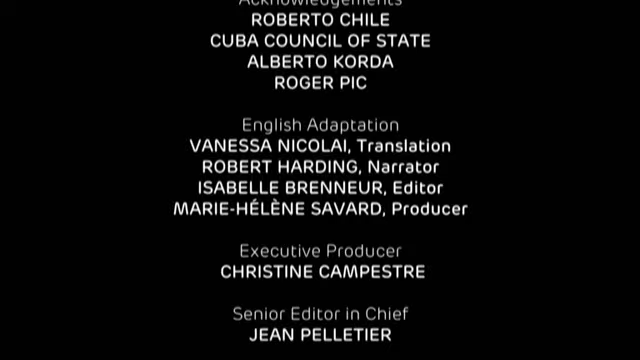 Acknowledgements
ROBERTO CHILE
CUBA COUNCIL OF STATE
ALBERTO KORDA
ROGER PIC
English Adaptation
VANESSA NICOLAI, Translation
ROBERT HARDING, Narrator
ISABELLE BRENNEUR, Editor
MARIE-HÉLÈNE SAVARD, Producer
Executive Producer
CHRISTINE CAMPESTRE
Senior Editor in Chief
JEAN PELLETIER